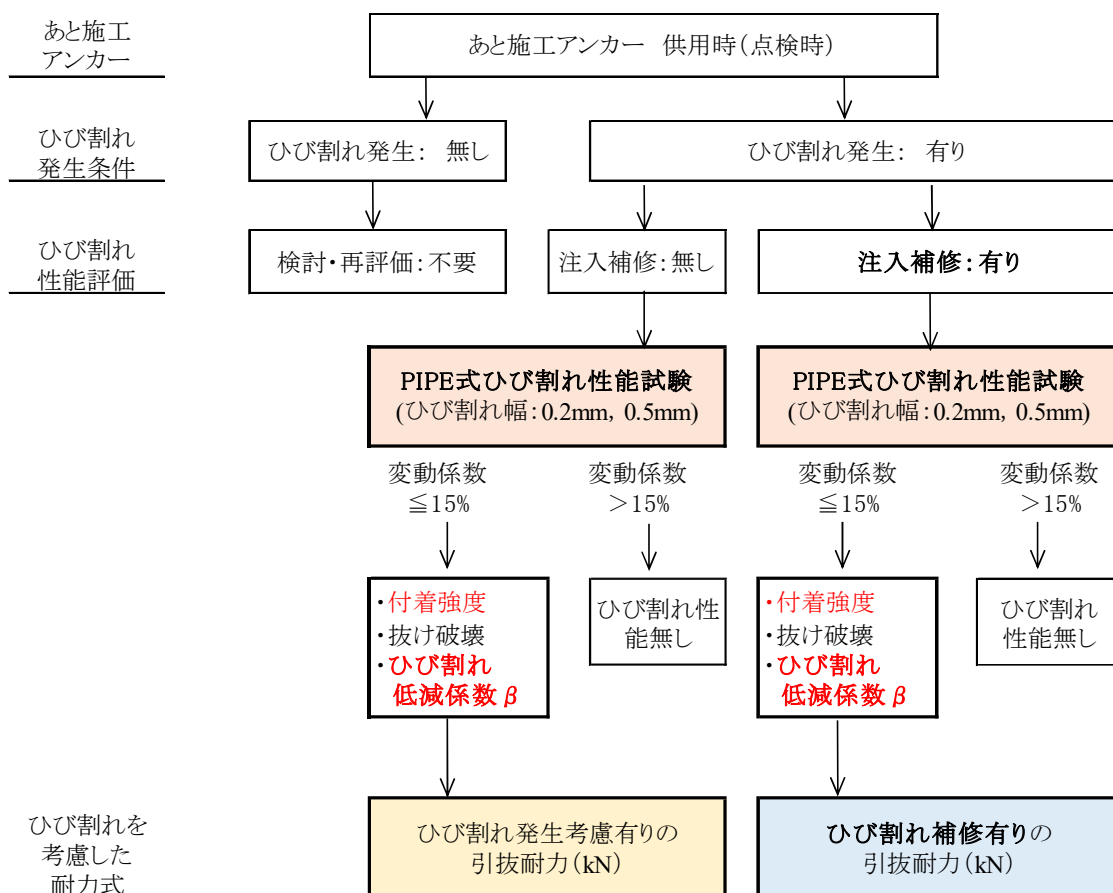 あと施工
アンカー
あと施工アンカー 供用時(点検時)
ひび割れ
発生条件
ひび割れ発生: 無し
ひび割れ発生: 有り
ひび割れ
性能評価
検討・再評価:不要
注入補修:無し
注入補修:有り
PIPE式ひび割れ性能試験
(ひび割れ幅:0.2mm, 0.5mm)
PIPE式ひび割れ性能試験
(ひび割れ幅:0.2mm, 0.5mm)
変動係数
≦15%
変動係数
>15%
変動係数
≦15%
変動係数
>15%
・付着強度
・抜け破壊
・ひび割れ
低減係数β
ひび割れ性
能無し
・付着強度
・抜け破壊
・ひび割れ
低減係数β
ひび割れ
性能無し
ひび割れを
考慮した
耐力式
ひび割れ発生考慮有りの
引抜耐力(kN)
ひび割れ補修有りの
引抜耐力(kN)